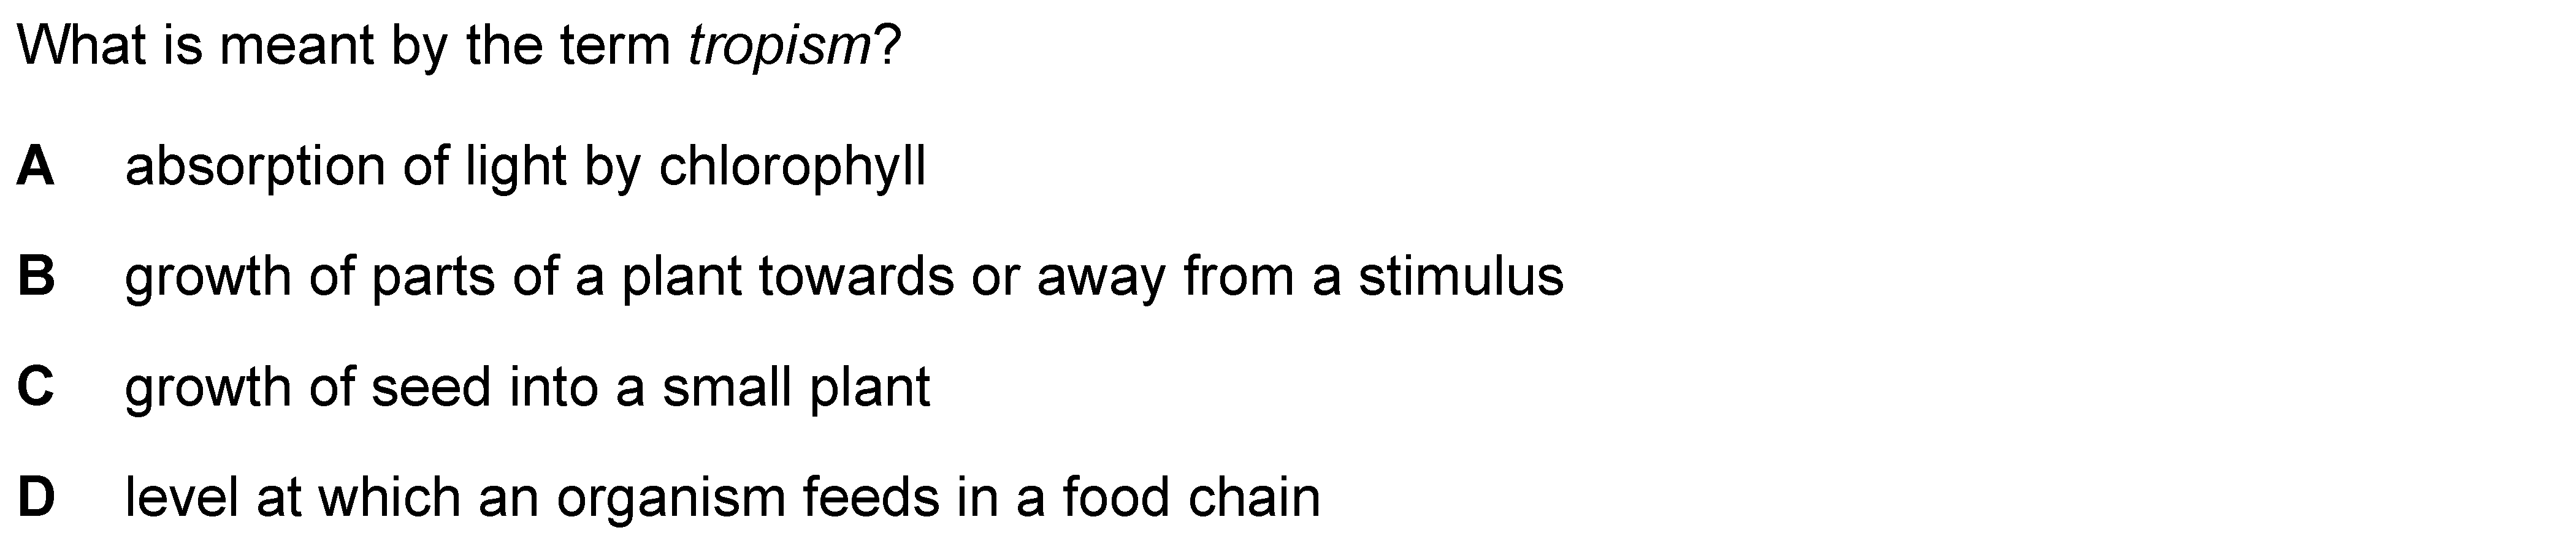 What is meant by the term tropism?
A absorption of light by chlorophyll
B growth of parts of a plant towards or away from a stimulus
C growth of seed into a small plant
D level at which an organism feeds in a food chain